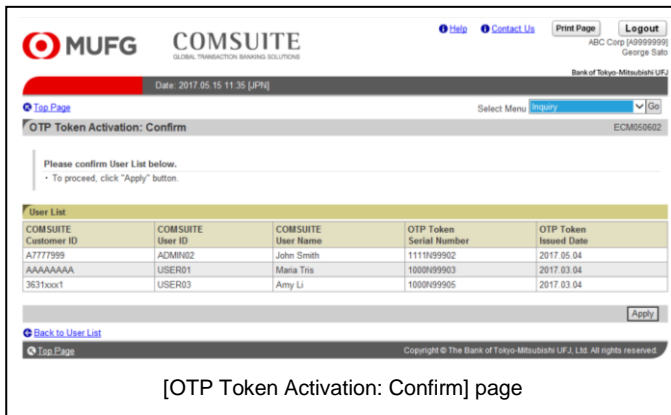 Help Contact Us Print Page Logout
MUFG COMSUITE
GLOBAL TRANSACTION BANKING SOLUTIONS
ABC Corp [A9999999]
George Sato
Bank of Tokyo-Mitsubishi UFJ
Date: 2017.05.15 11:35 [JPN]
Top Page Select Menu Inquiry Go
OTP Token Activation: Confirm ECM050602
Please confirm User List below.
・ To proceed, click "Apply" button.
User List
COMSUITE COMSUITE COMSUITE OTP Token OTP Token
Customer ID User ID User Name Serial Number Issued Date
A7777999 ADMIN02 John Smith 1111N99902 2017.05.04
AAAAAAAA USER01 Maria Tris 1000N99903 2017.03.04
3631xxx1 USER03 Amy Li 1000N99905 2017.03.04
Apply
Back to User List
Top Page Copyright © The Bank of Tokyo-Mitsubishi UFJ, Ltd. All rights reserved.
[OTP Token Activation: Confirm] page